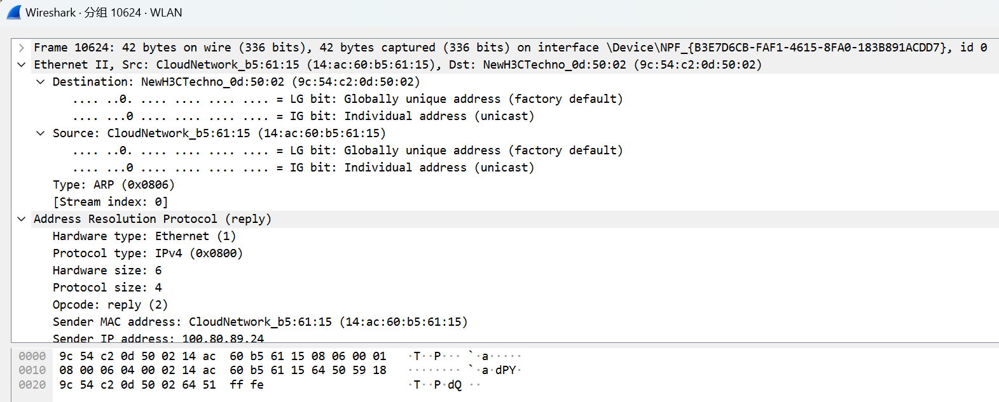 Wireshark · 分组 10624 · WLAN
Frame 10624: 42 bytes on wire (336 bits), 42 bytes captured (336 bits) on interface \Device\NPF_{B3E7D6CB-FAF1-4615-8FA0-183B891ACDD7}, id 0
Ethernet II, Src: CloudNetwork_b5:61:15 (14:ac:60:b5:61:15), Dst: NewH3CTechno_0d:50:02 (9c:54:c2:0d:50:02)
Destination: NewH3CTechno_0d:50:02 (9c:54:c2:0d:50:02)
.... ..0. .... .... .... .... = LG bit: Globally unique address (factory default)
.... ...0 .... .... .... .... = IG bit: Individual address (unicast)
Source: CloudNetwork_b5:61:15 (14:ac:60:b5:61:15)
.... ..0. .... .... .... .... = LG bit: Globally unique address (factory default)
.... ...0 .... .... .... .... = IG bit: Individual address (unicast)
Type: ARP (0x0806)
[Stream index: 0]
Address Resolution Protocol (reply)
Hardware type: Ethernet (1)
Protocol type: IPv4 (0x0800)
Hardware size: 6
Protocol size: 4
Opcode: reply (2)
Sender MAC address: CloudNetwork_b5:61:15 (14:ac:60:b5:61:15)
Sender IP address: 100.80.89.24
0000 9c 54 c2 0d 50 02 14 ac 60 b5 61 15 08 06 00 01 ·T··P··· `·a·····
0010 08 00 06 04 00 02 14 ac 60 b5 61 15 64 50 59 18 ········ `·a·dPY·
0020 9c 54 c2 0d 50 02 64 51 ff fe ·T··P·dQ ··